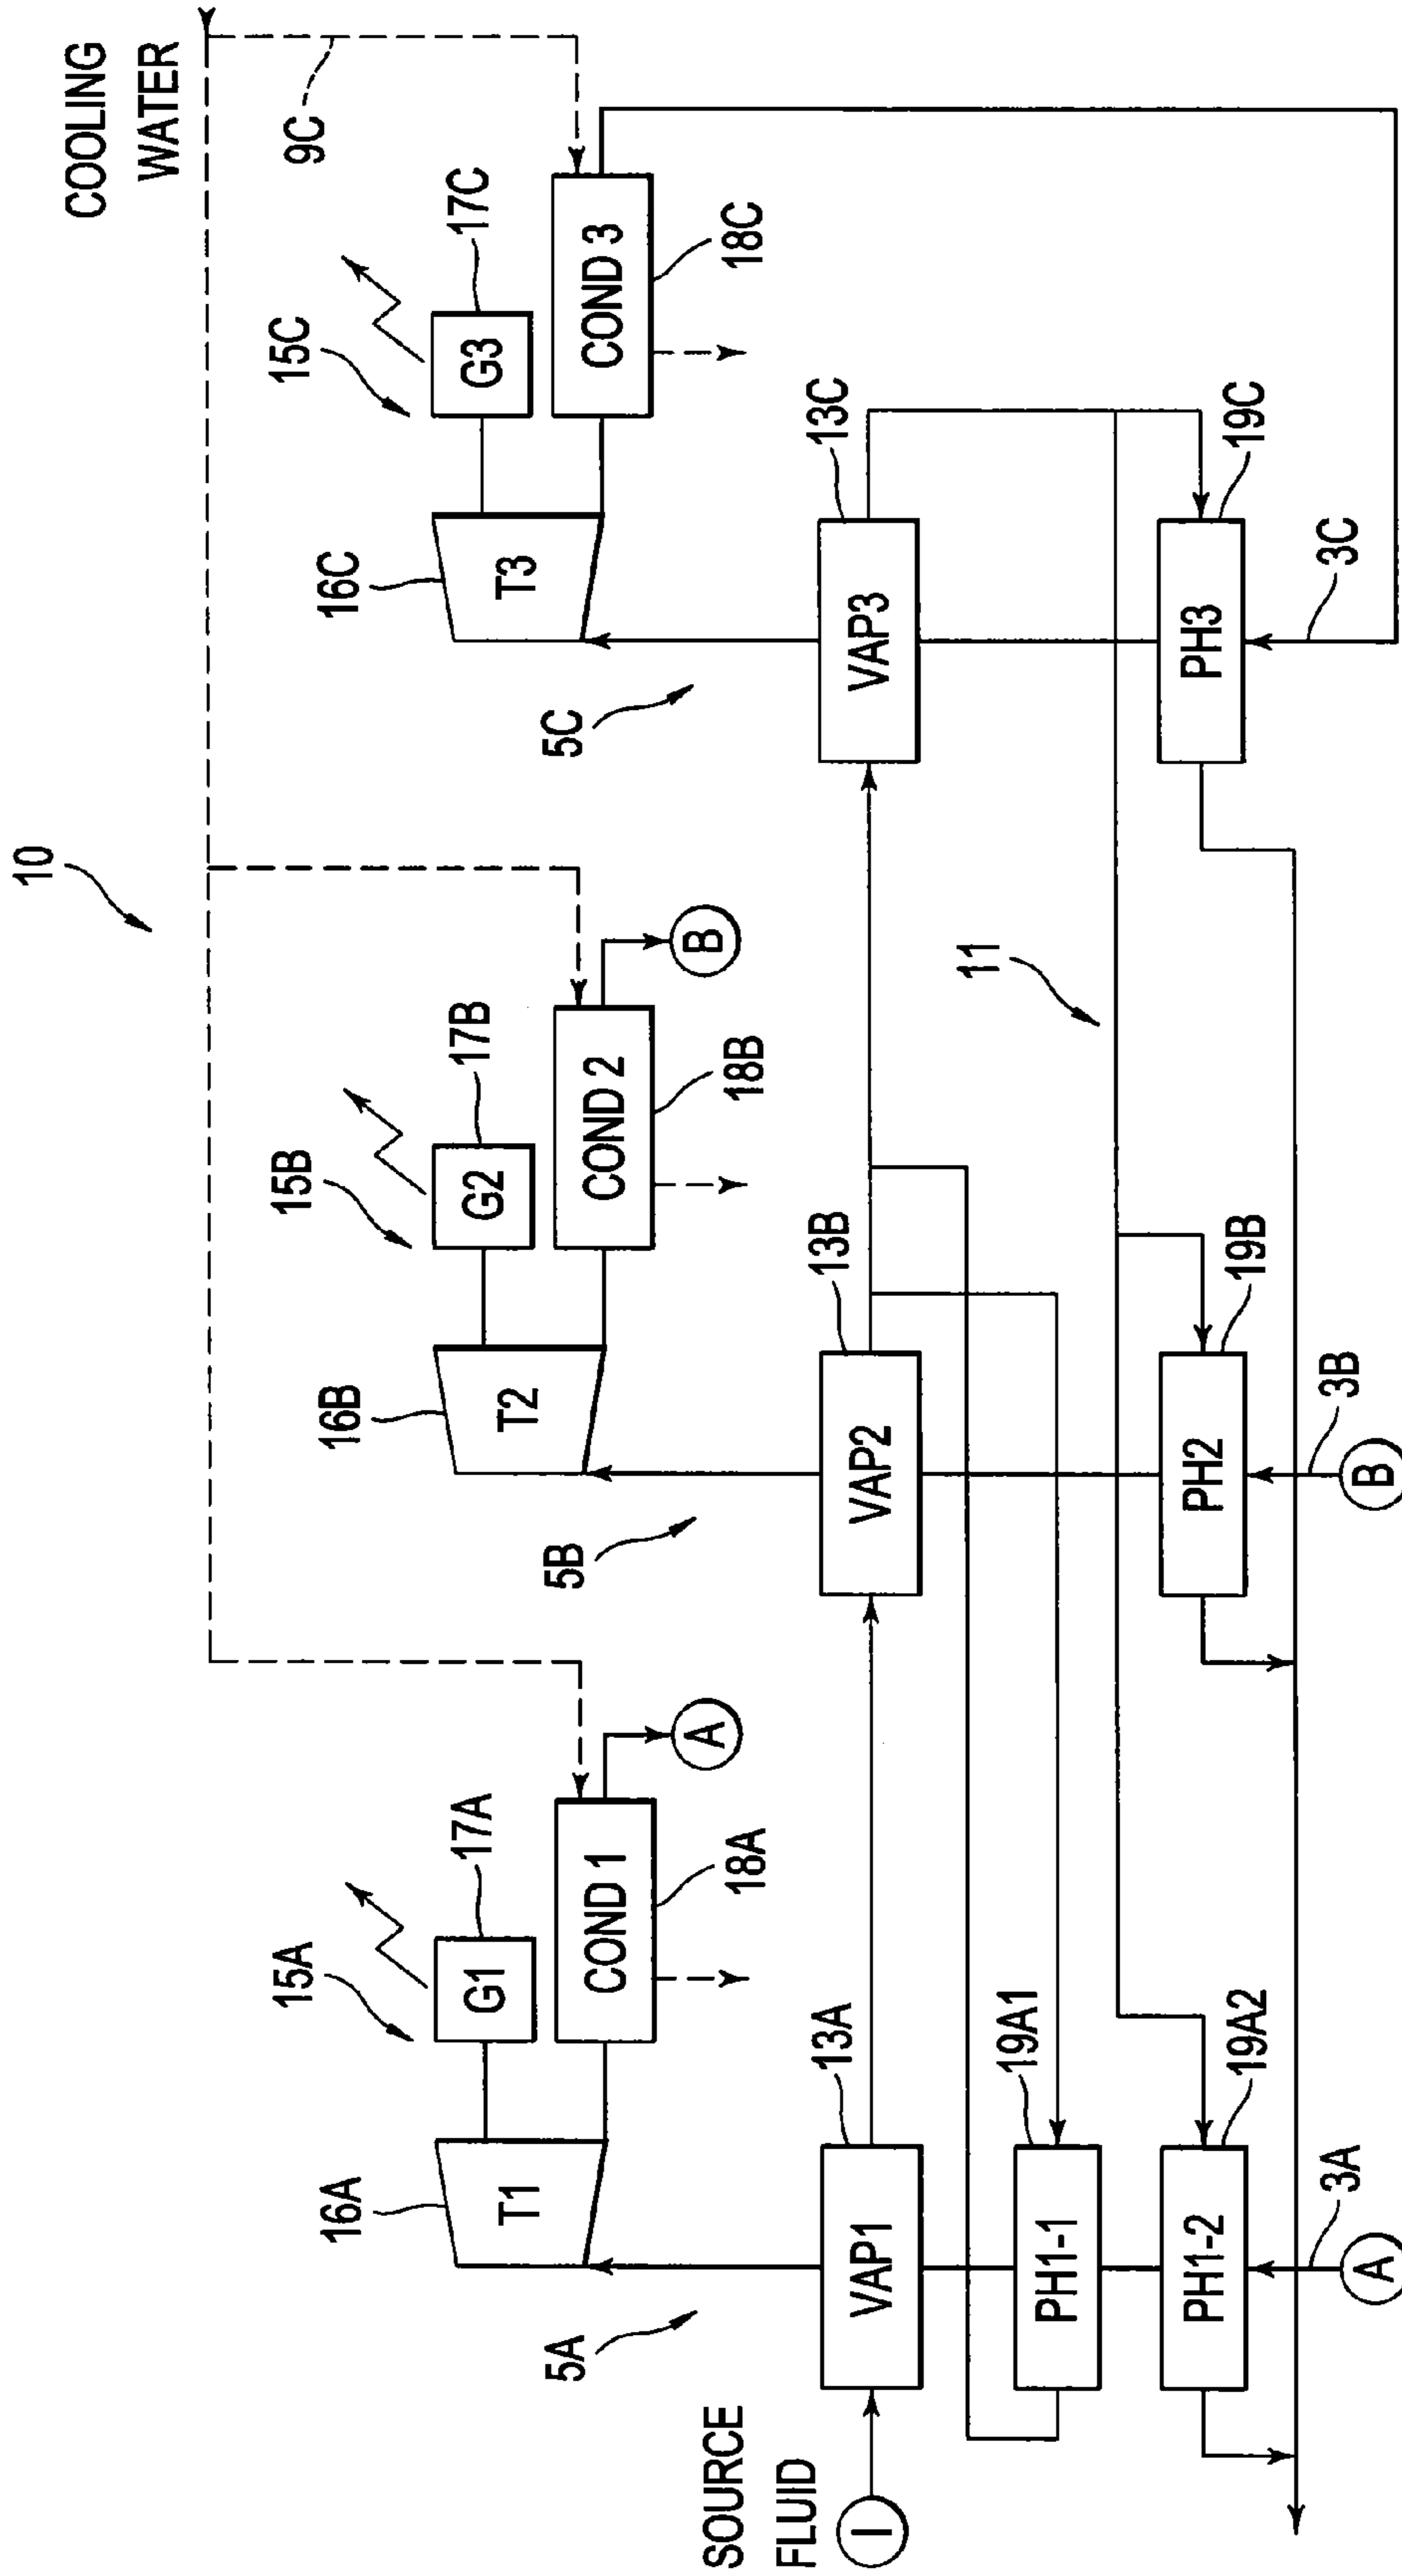 10
COOLING
WATER
9C
15A
17A
15B
17B
15C
17C
G1
G2
G3
16A
T1
16B
T2
16C
T3
COND 1
18A
A
COND 2
18B
B
COND 3
18C
5A
5B
5C
SOURCE
FLUID
I
VAP1
13A
VAP2
13B
VAP3
13C
11
PH1-1
19A1
PH1-2
19A2
PH2
19B
PH3
19C
3A
A
3B
B
3C